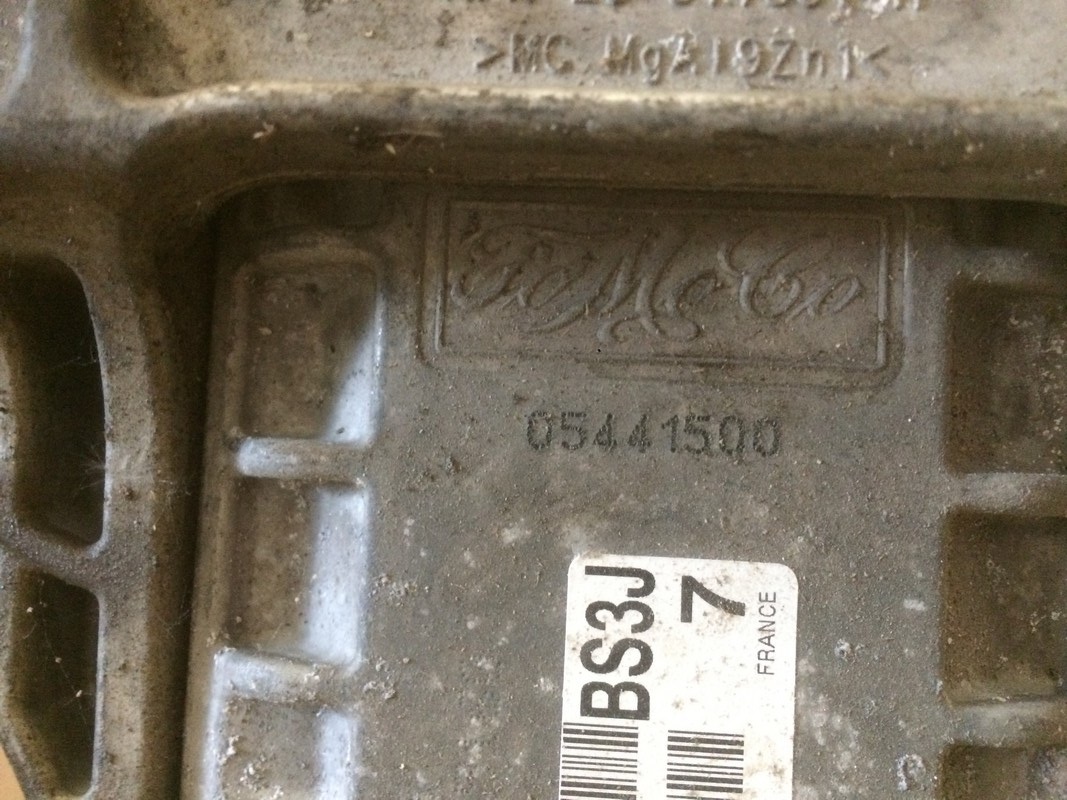 >MC MgAl9Zn1<
FoMoCo
05441500
BS3J
7
FRANCE